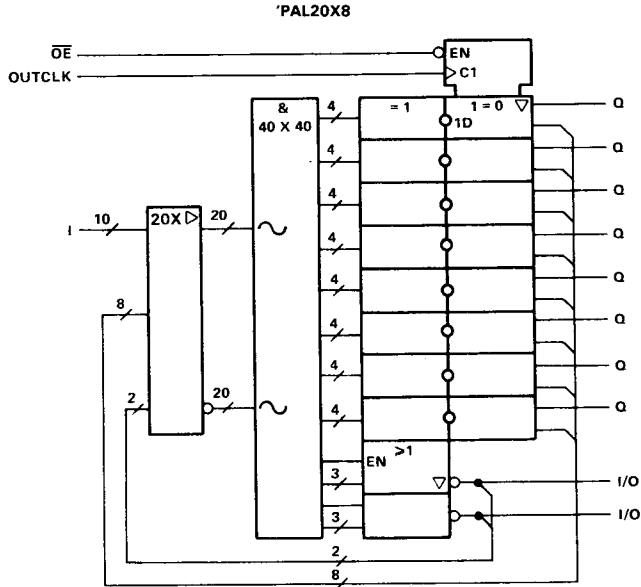 'PAL20X8
OE
EN
OUTCLK
C1
&
40 X 40
4
= 1
1 = 0
Q
1D
4
Q
4
Q
I
10
20X
20
4
Q
4
Q
8
4
Q
4
Q
2
20
4
Q
≥1
EN
3
I/O
3
I/O
2
8